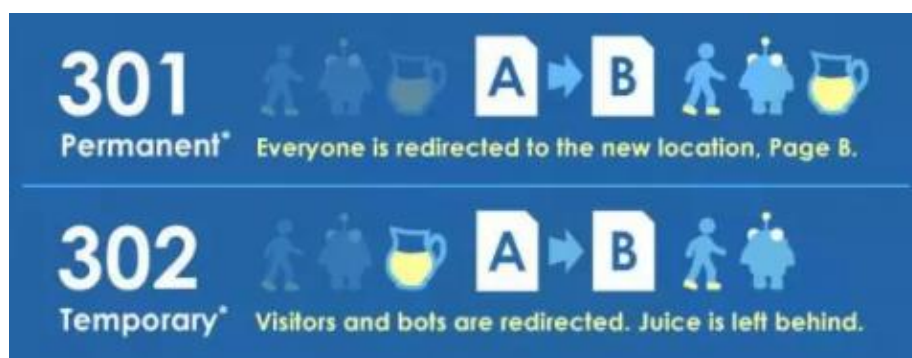 301
Permanent*
A B
Everyone is redirected to the new location, Page B.
302
Temporary*
A B
Visitors and bots are redirected. Juice is left behind.